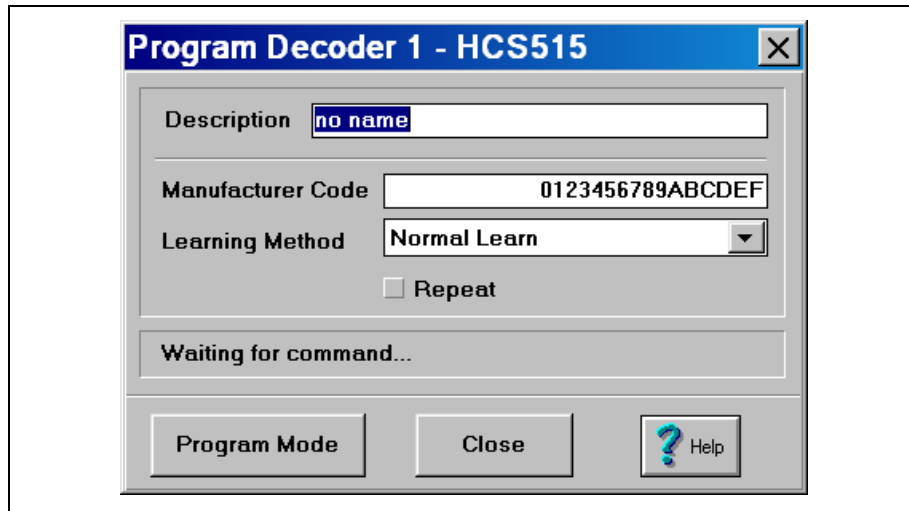 Program Decoder 1 - HCS515
Description no name
Manufacturer Code 0123456789ABCDEF
Learning Method Normal Learn
Repeat
Waiting for command...
Program Mode Close Help